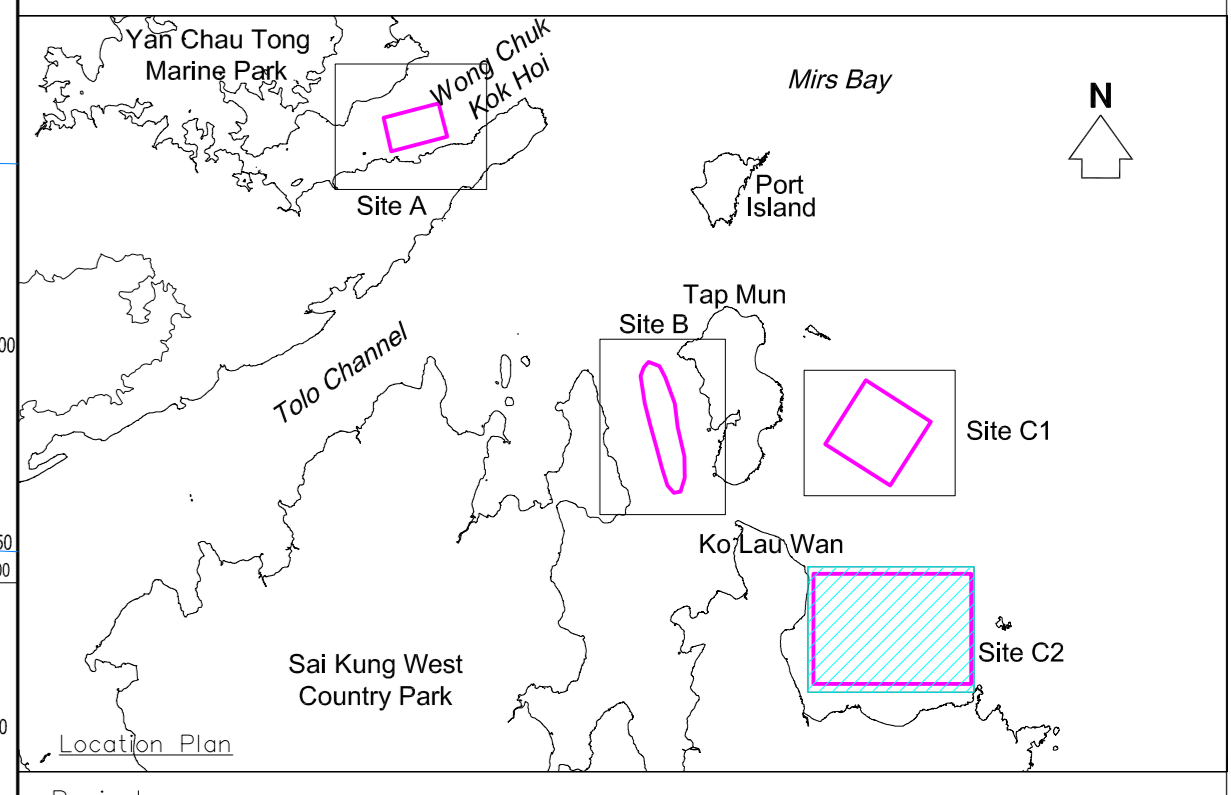 Yan Chau Tong
Marine Park
Wong Chuk
Kok Hoi
Mirs Bay
N
Port
Island
Site A
Tap Mun
Site B
Tolo Channel
Site C1
Ko Lau Wan
Site C2
Sai Kung West
Country Park
Location Plan